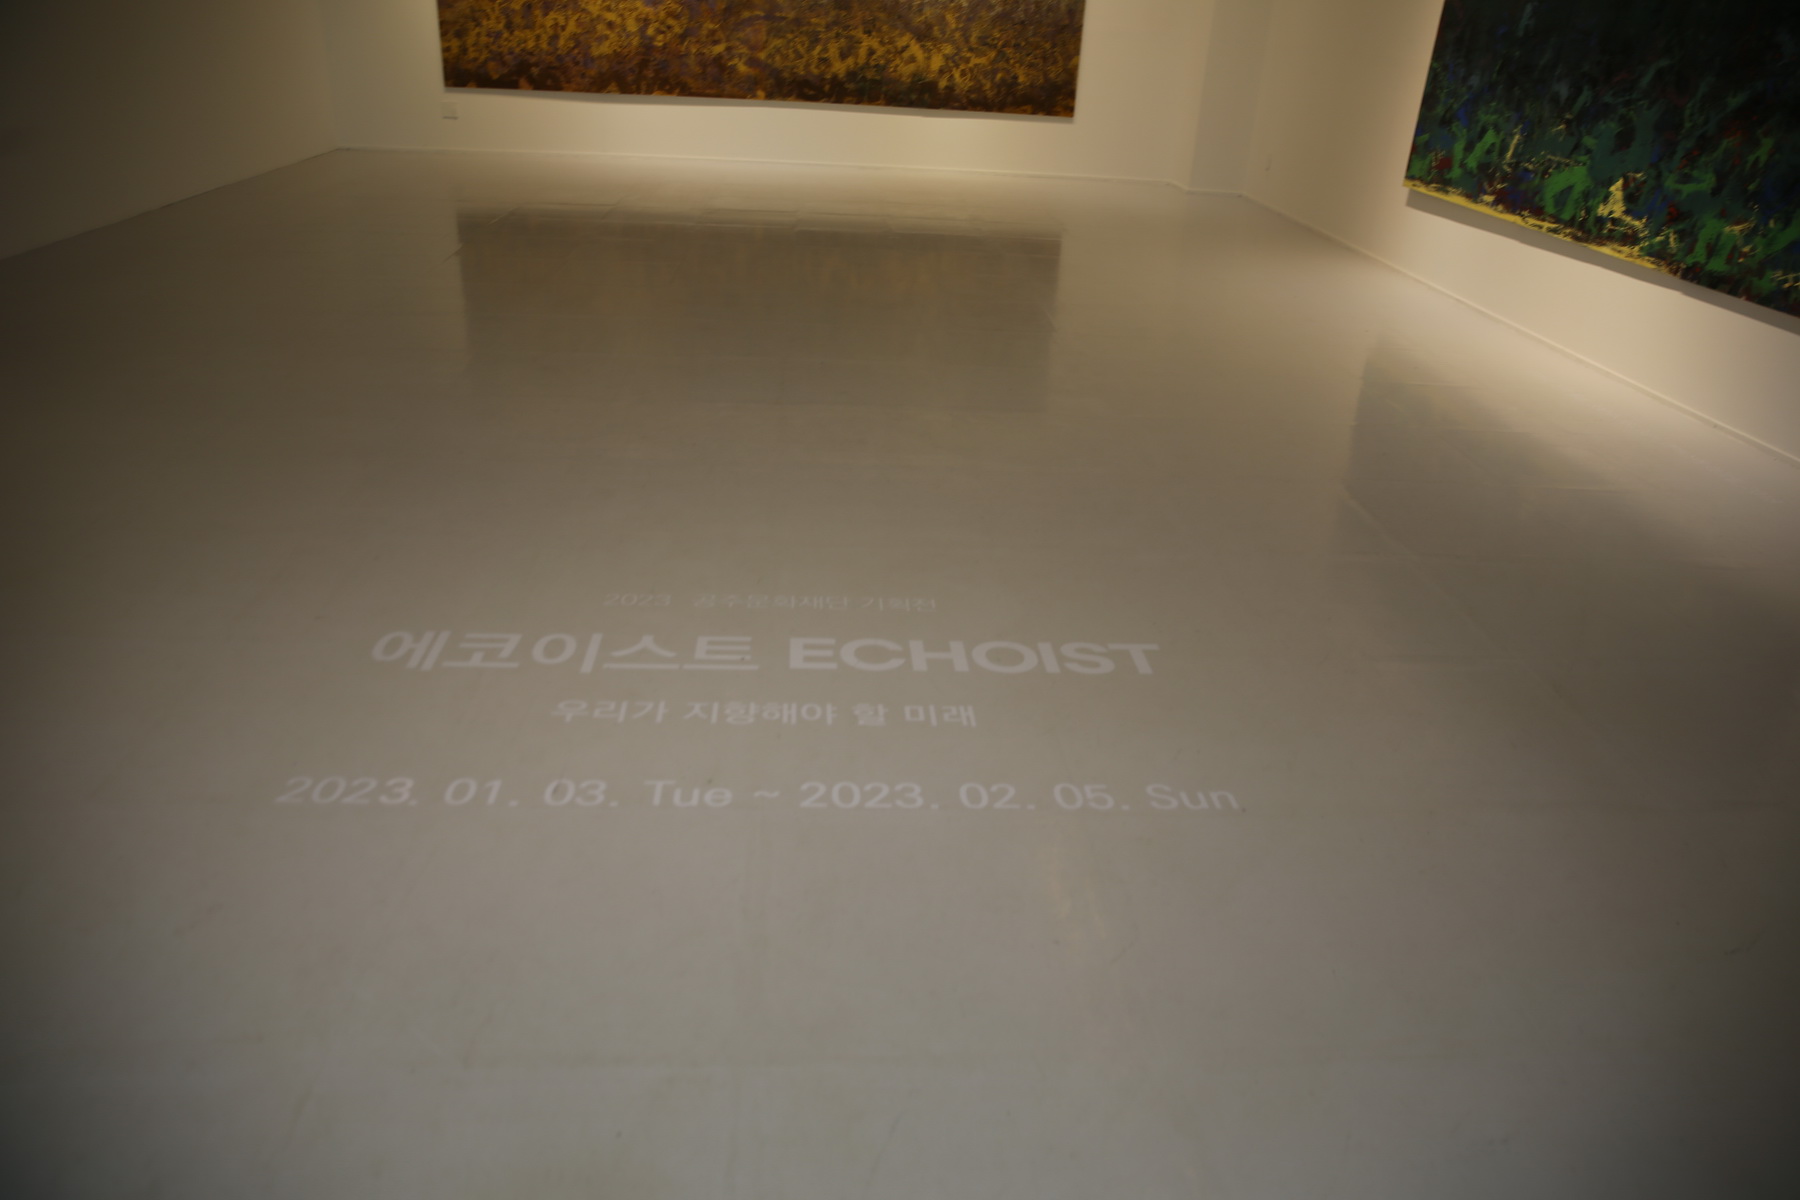 2023 공주문화재단 기획전
에코이스트 ECHOIST
우리가 지향해야 할 미래
2023. 01. 03. Tue ~ 2023. 02. 05. Sun